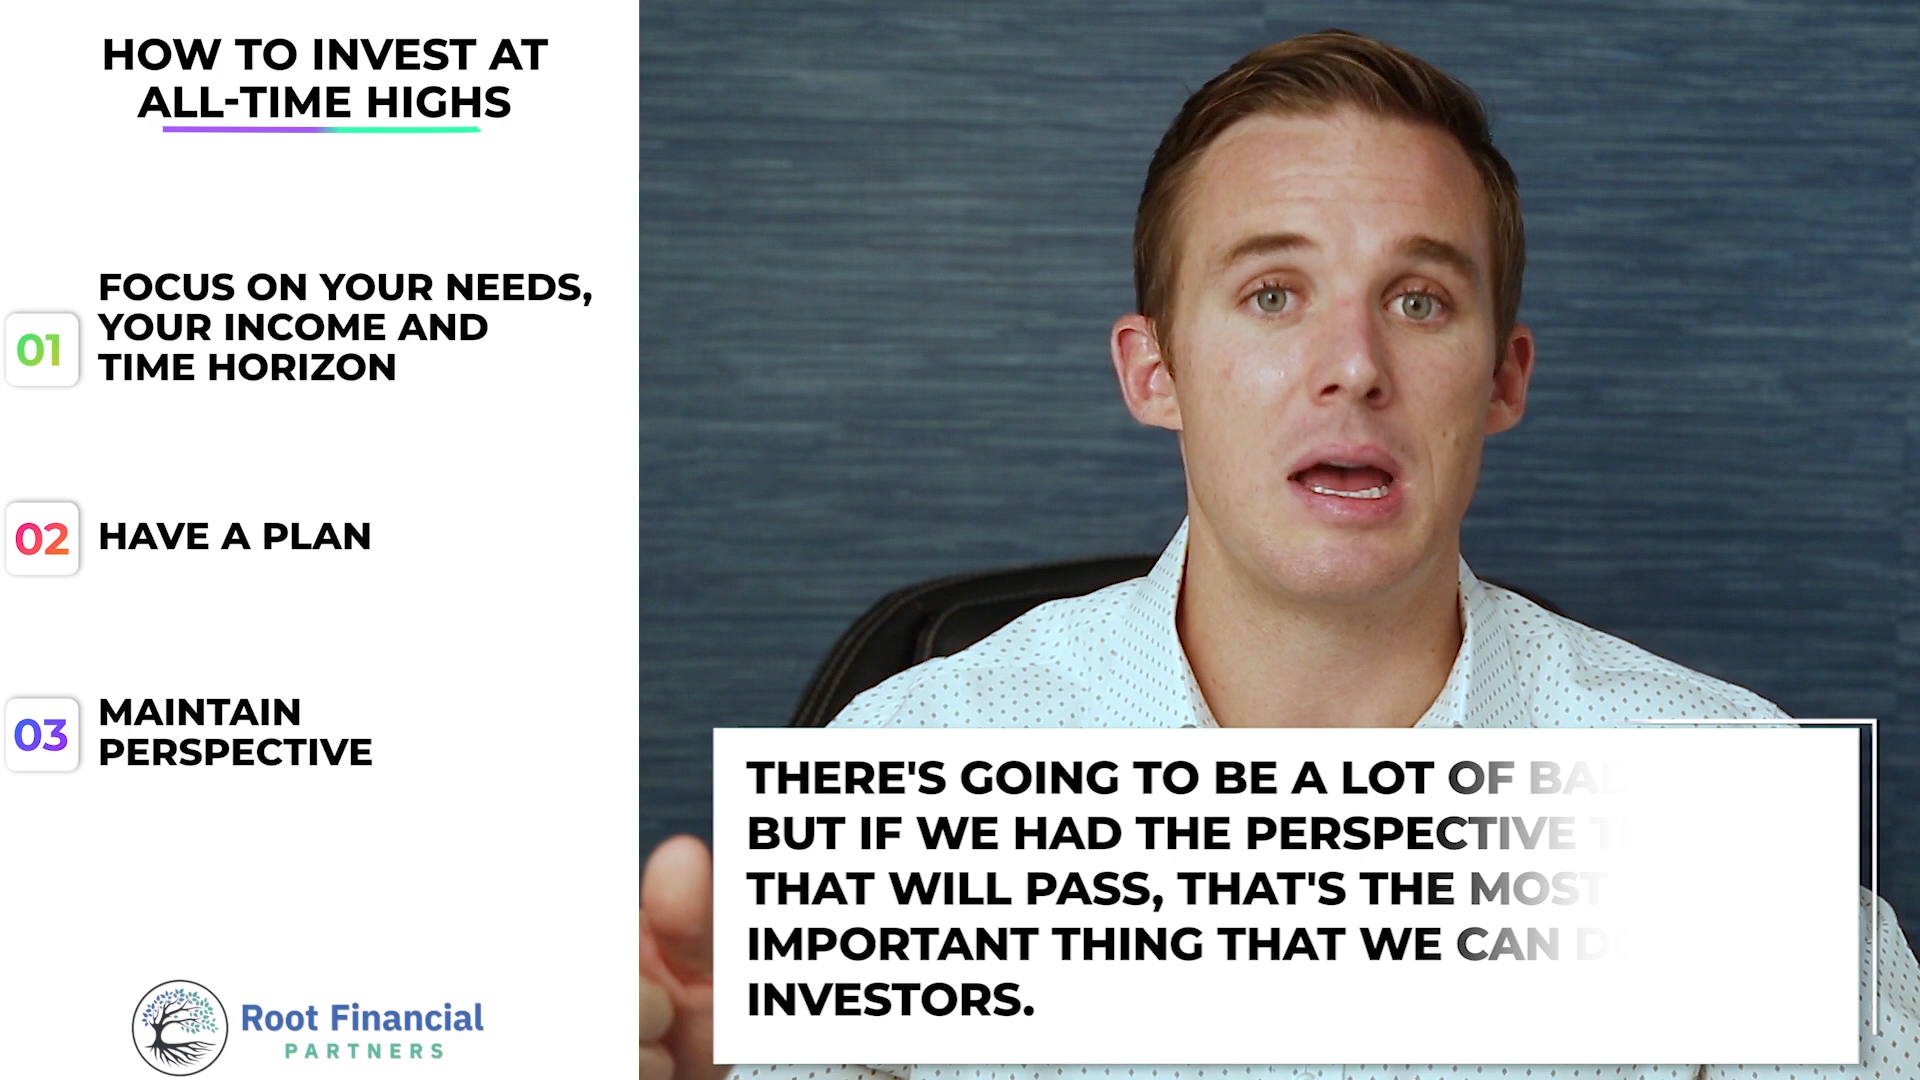 HOW TO INVEST AT
ALL-TIME HIGHS
01
FOCUS ON YOUR NEEDS,
YOUR INCOME AND
TIME HORIZON
02
HAVE A PLAN
03
MAINTAIN
PERSPECTIVE
Root Financial
PARTNERS
THERE'S GOING TO BE A LOT OF BAD
BUT IF WE HAD THE PERSPECTIVE
THAT WILL PASS, THAT'S THE MOST
IMPORTANT THING THAT WE CAN DO
INVESTORS.